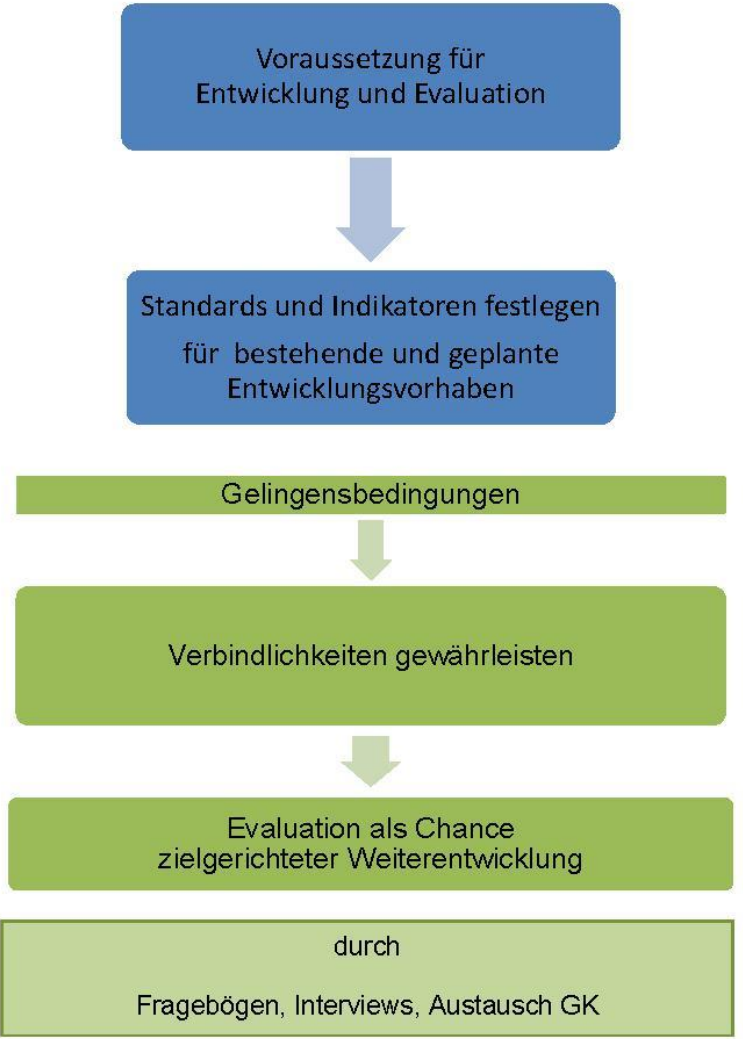 Voraussetzung für
Entwicklung und Evaluation
Standards und Indikatoren festlegen
für bestehende und geplante
Entwicklungsvorhaben
Gelingensbedingungen
Verbindlichkeiten gewährleisten
Evaluation als Chance
zielgerichteter Weiterentwicklung
durch
Fragebögen, Interviews, Austausch GK